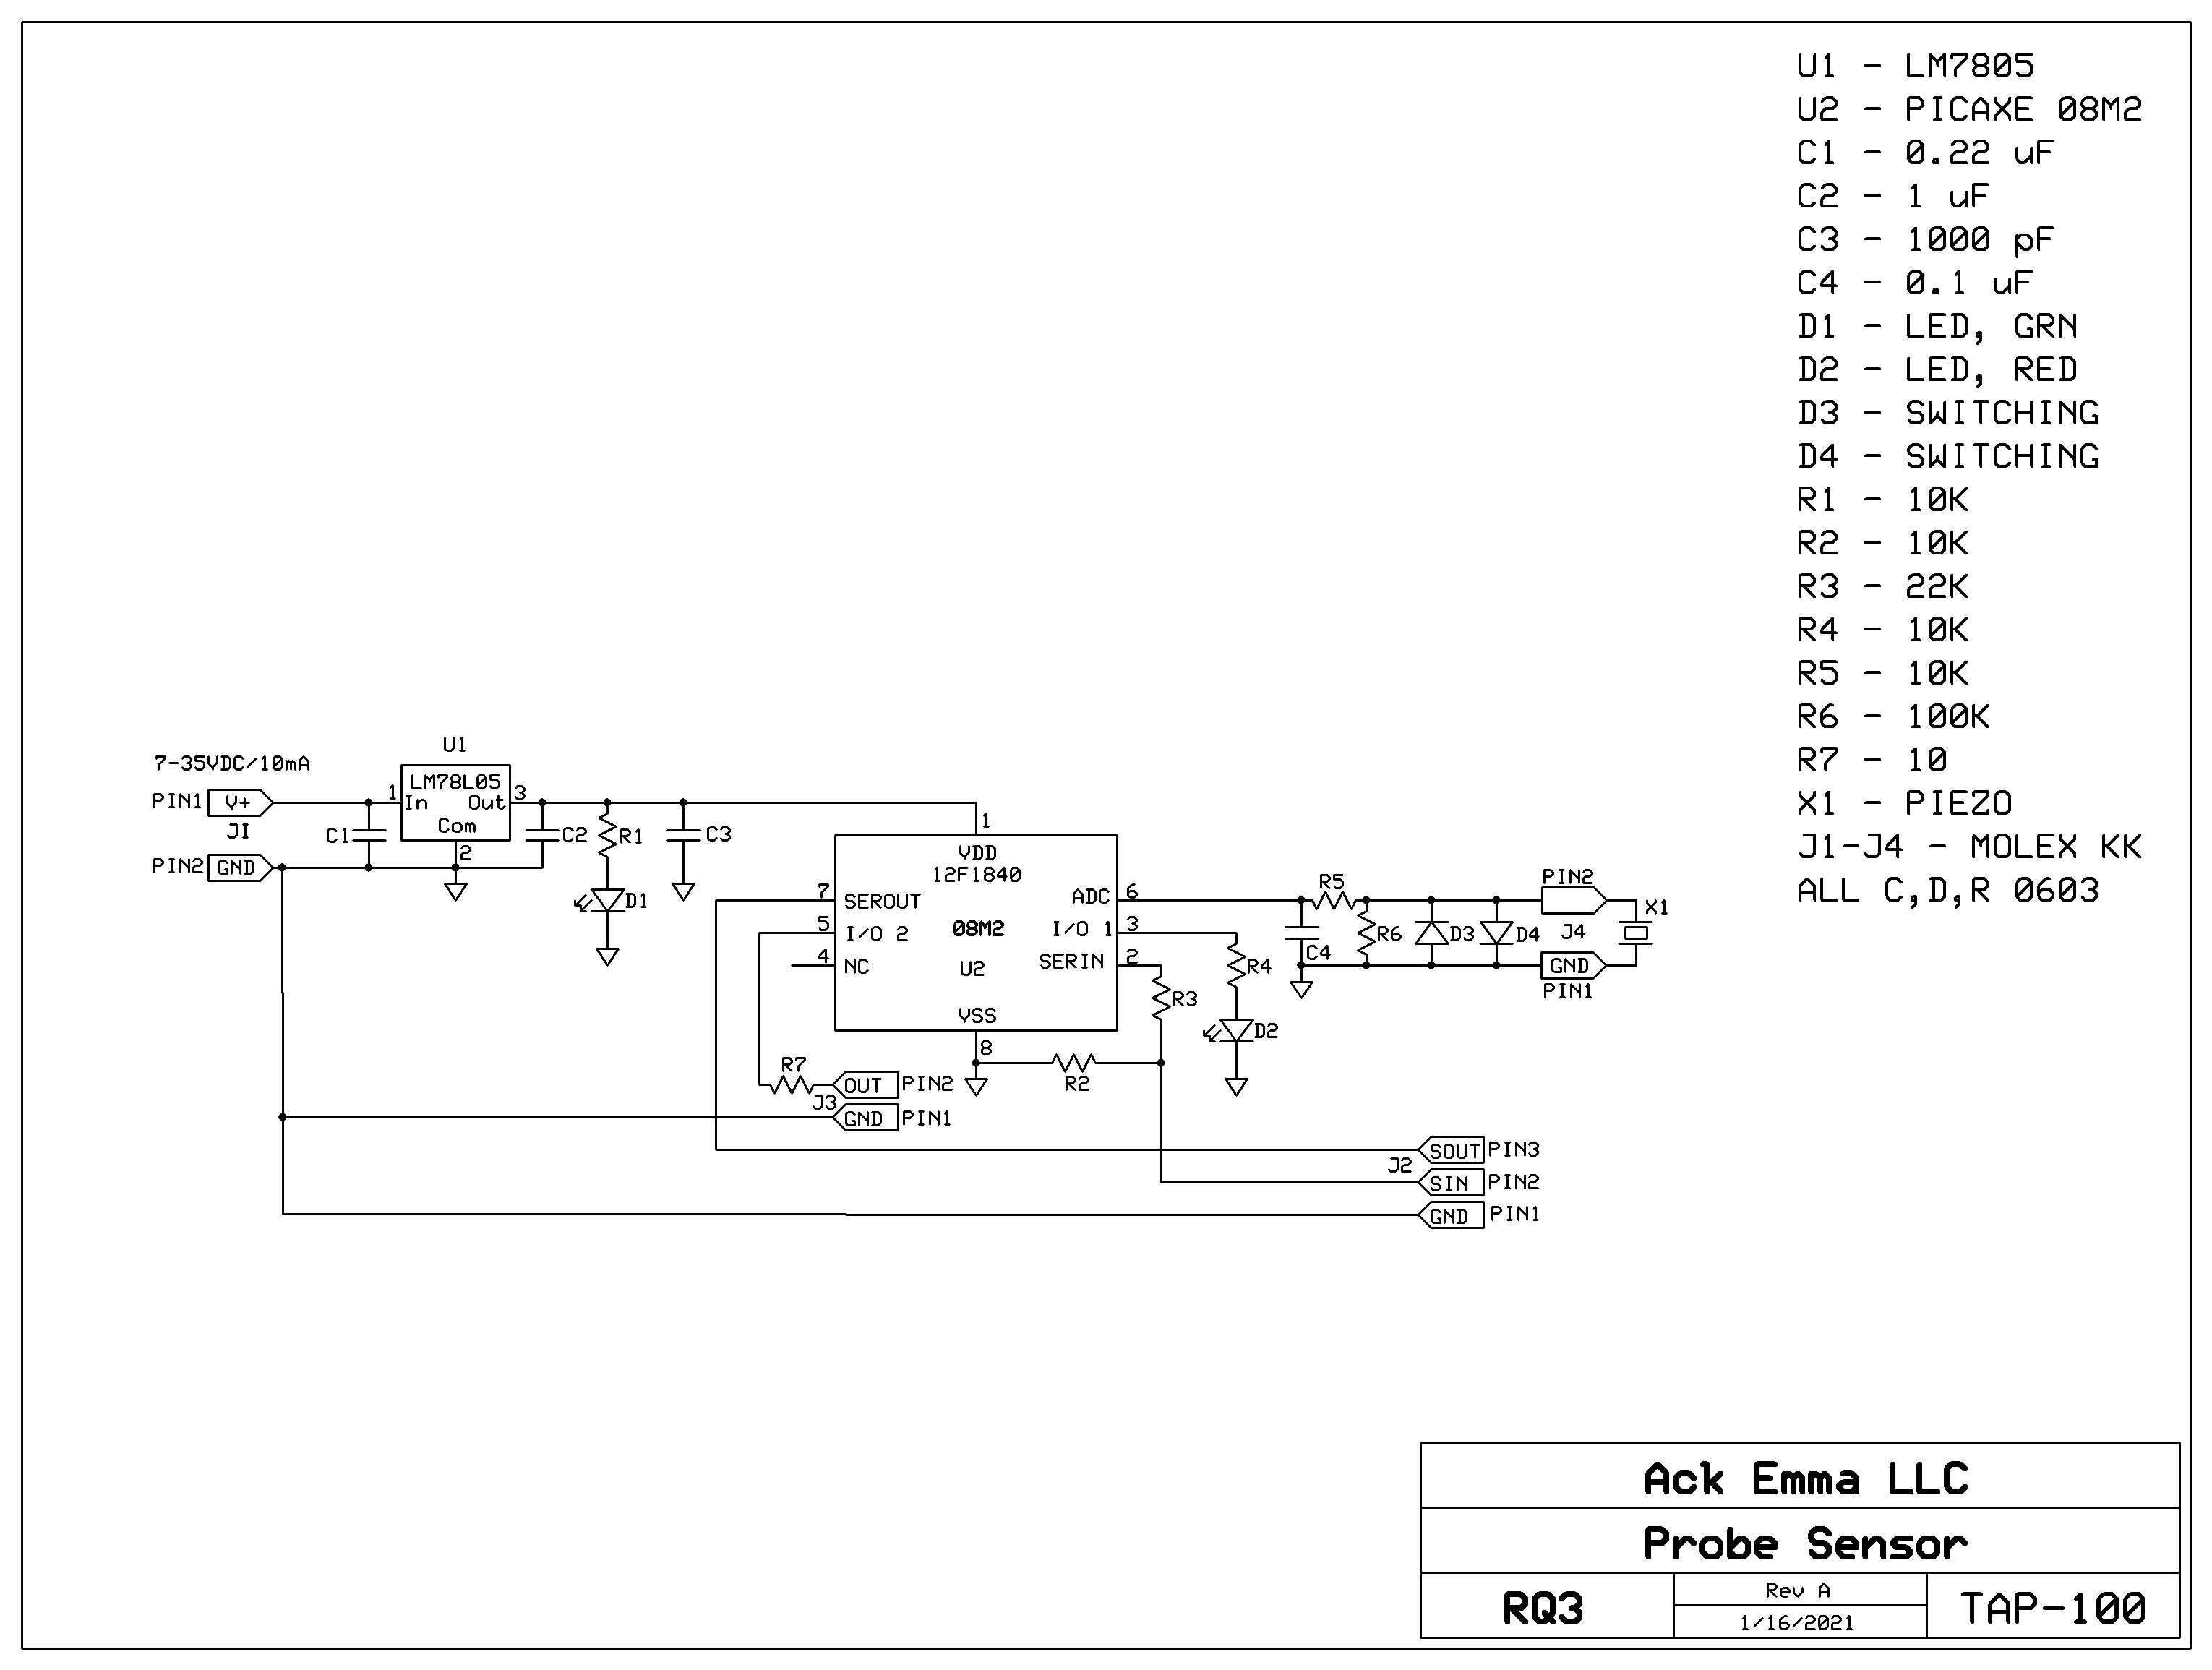 U1 - LM7805
U2 - PICAXE 08M2
C1 - 0.22 uF
C2 - 1 uF
C3 - 1000 pF
C4 - 0.1 uF
D1 - LED, GRN
D2 - LED, RED
D3 - SWITCHING
D4 - SWITCHING
R1 - 10K
R2 - 10K
R3 - 22K
R4 - 10K
R5 - 10K
R6 - 100K
R7 - 10
X1 - PIEZO
J1-J4 - MOLEX KK
ALL C,D,R 0603
7-35VDC/10mA
PIN1 V+
JI
PIN2 GND
C1
U1
LM78L05
1 In Out 3
Com
2
C2
R1
D1
C3
1
VDD
12F1840
7 SEROUT
5 I/O 2
4 NC
08M2
U2
ADC 6
I/O 1 3
SERIN 2
VSS
8
R2
R3
R4
D2
R5
C4
R6
D3
D4
PIN2
J4
GND
PIN1
X1
R7
OUT PIN2
J3
GND PIN1
SOUT PIN3
J2
SIN PIN2
GND PIN1
Ack Emma LLC
Probe Sensor
RQ3
Rev A
1/16/2021
TAP-100